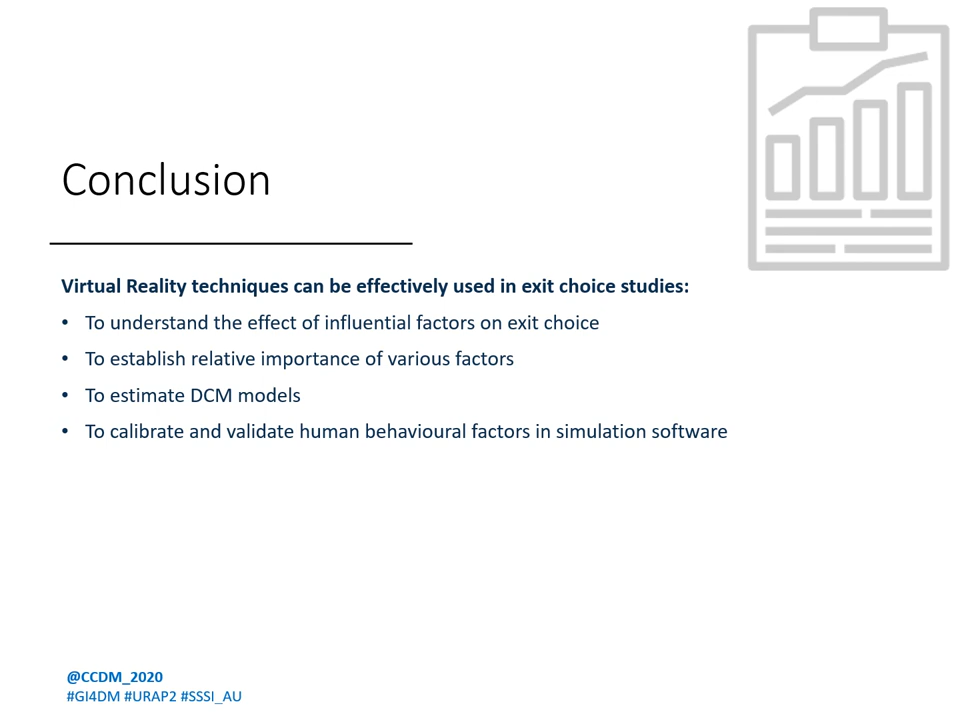 Conclusion
Virtual Reality techniques can be effectively used in exit choice studies:
• To understand the effect of influential factors on exit choice
• To establish relative importance of various factors
• To estimate DCM models
• To calibrate and validate human behavioural factors in simulation software
@CCDM_2020
#GI4DM #URAP2 #SSSI_AU